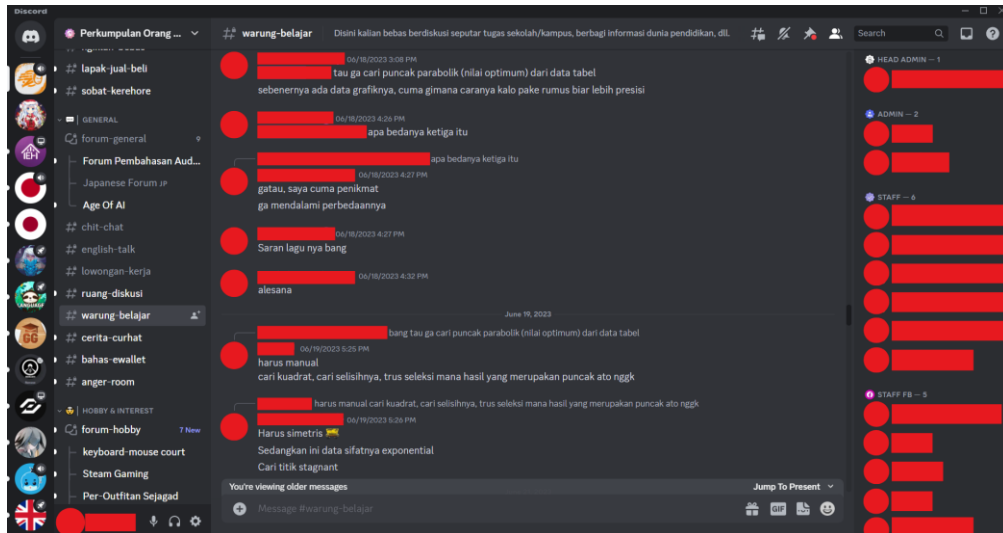 Discord
Perkumpulan Orang ...
lapak-jual-beli
sobat-kerehore
GENERAL
forum-general
Forum Pembahasan Aud...
Japanese Forum JP
Age Of AI
chit-chat
english-talk
lowongan-kerja
ruang-diskusi
warung-belajar
cerita-curhat
bahas-ewallet
anger-room
HOBBY & INTEREST
forum-hobby 7 New
keyboard-mouse court
Steam Gaming
Per-Outfitan Sejagad
warung-belajar Disini kalian bebas berdiskusi seputar tugas sekolah/kampus, berbagi informasi dunia pendidikan, dll.
Search
06/18/2023 3:08 PM
tau ga cari puncak parabolik (nilai optimum) dari data tabel
sebenernya ada data grafiknya, cuma gimana caranya kalo pake rumus biar lebih presisi
06/18/2023 4:26 PM
apa bedanya ketiga itu
apa bedanya ketiga itu
06/18/2023 4:27 PM
gatau, saya cuma penikmat
ga mendalami perbedaannya
06/18/2023 4:27 PM
Saran lagu nya bang
06/18/2023 4:32 PM
alesana
June 19, 2023
bang tau ga cari puncak parabolik (nilai optimum) dari data tabel
06/19/2023 5:25 PM
harus manual
cari kuadrat, cari selisihnya, trus seleksi mana hasil yang merupakan puncak ato nggk
harus manual cari kuadrat, cari selisihnya, trus seleksi mana hasil yang merupakan puncak ato nggk
06/19/2023 5:26 PM
Harus simetris
Sedangkan ini data sifatnya exponential
Cari titik stagnant
You're viewing older messages Jump To Present
Message #warung-belajar
GIF
HEAD ADMIN — 1
ADMIN — 2
STAFF — 6
STAFF FB — 5